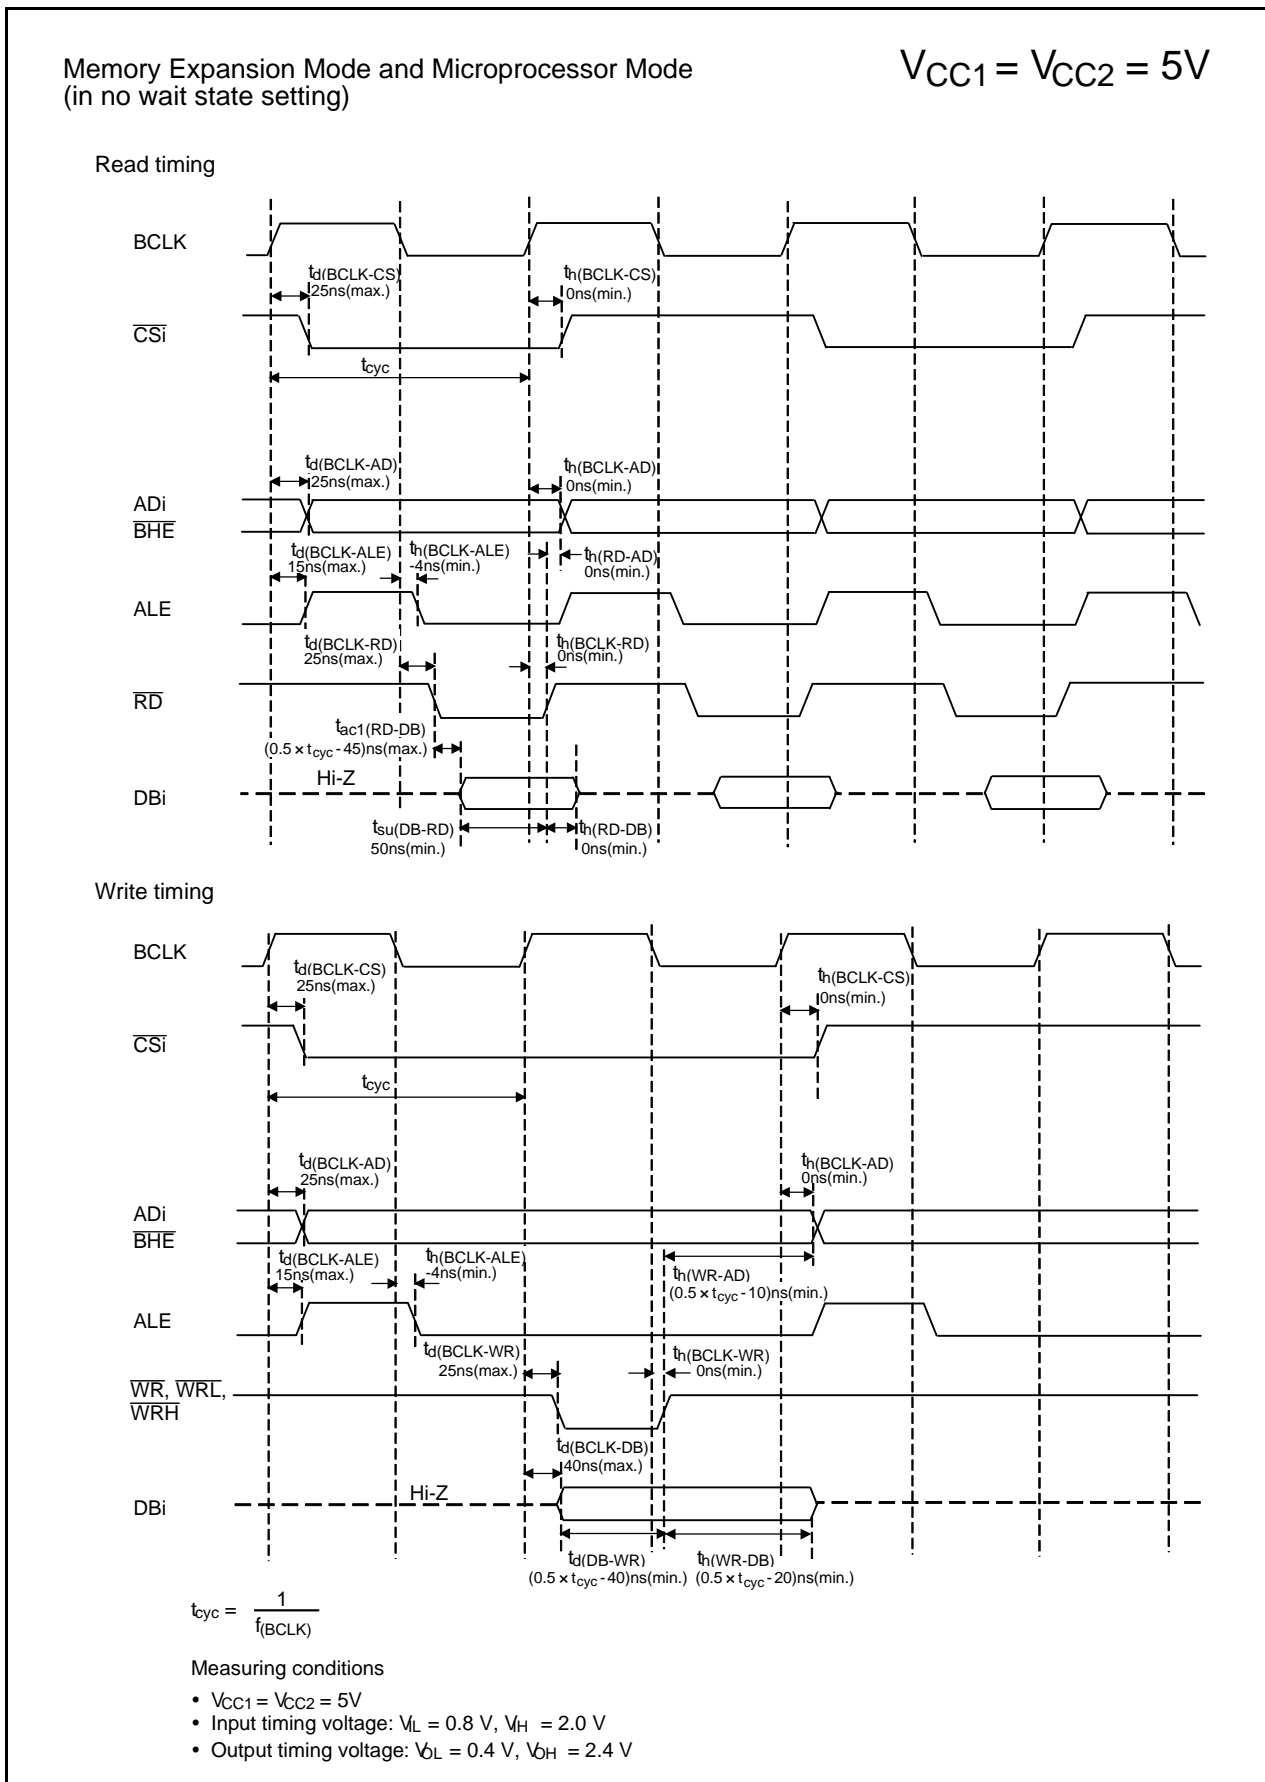 Memory Expansion Mode and Microprocessor Mode
(in no wait state setting)
VCC1 = VCC2 = 5V
Read timing
BCLK
td(BCLK-CS)
25ns(max.)
th(BCLK-CS)
0ns(min.)
CSi
tcyc
td(BCLK-AD)
25ns(max.)
th(BCLK-AD)
0ns(min.)
ADi
BHE
td(BCLK-ALE)
15ns(max.)
th(BCLK-ALE)
-4ns(min.)
th(RD-AD)
0ns(min.)
ALE
td(BCLK-RD)
25ns(max.)
th(BCLK-RD)
0ns(min.)
RD
tac1(RD-DB)
(0.5 × tcyc - 45)ns(max.)
Hi-Z
DBi
tsu(DB-RD)
50ns(min.)
th(RD-DB)
0ns(min.)
Write timing
BCLK
td(BCLK-CS)
25ns(max.)
th(BCLK-CS)
0ns(min.)
CSi
tcyc
td(BCLK-AD)
25ns(max.)
th(BCLK-AD)
0ns(min.)
ADi
BHE
td(BCLK-ALE)
15ns(max.)
th(BCLK-ALE)
-4ns(min.)
th(WR-AD)
(0.5 × tcyc - 10)ns(min.)
ALE
td(BCLK-WR)
25ns(max.)
th(BCLK-WR)
0ns(min.)
WR, WRL,
WRH
td(BCLK-DB)
40ns(max.)
Hi-Z
DBi
td(DB-WR)
(0.5 × tcyc - 40)ns(min.)
th(WR-DB)
(0.5 × tcyc - 20)ns(min.)
tcyc = 1
f(BCLK)
Measuring conditions
• VCC1 = VCC2 = 5V
• Input timing voltage: VIL = 0.8 V, VIH = 2.0 V
• Output timing voltage: VOL = 0.4 V, VOH = 2.4 V